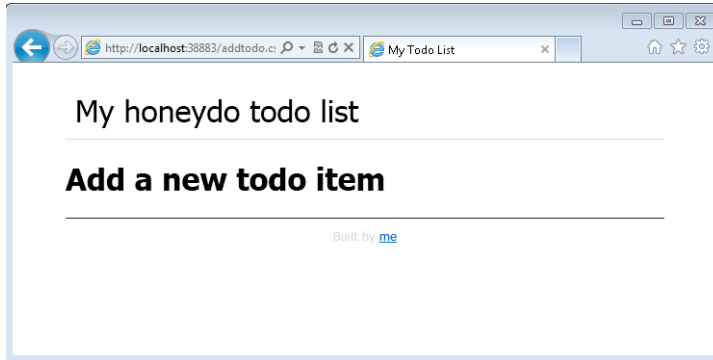 http://localhost:38883/addtodo.c
My Todo List
My honeydo todo list
Add a new todo item
Built by me